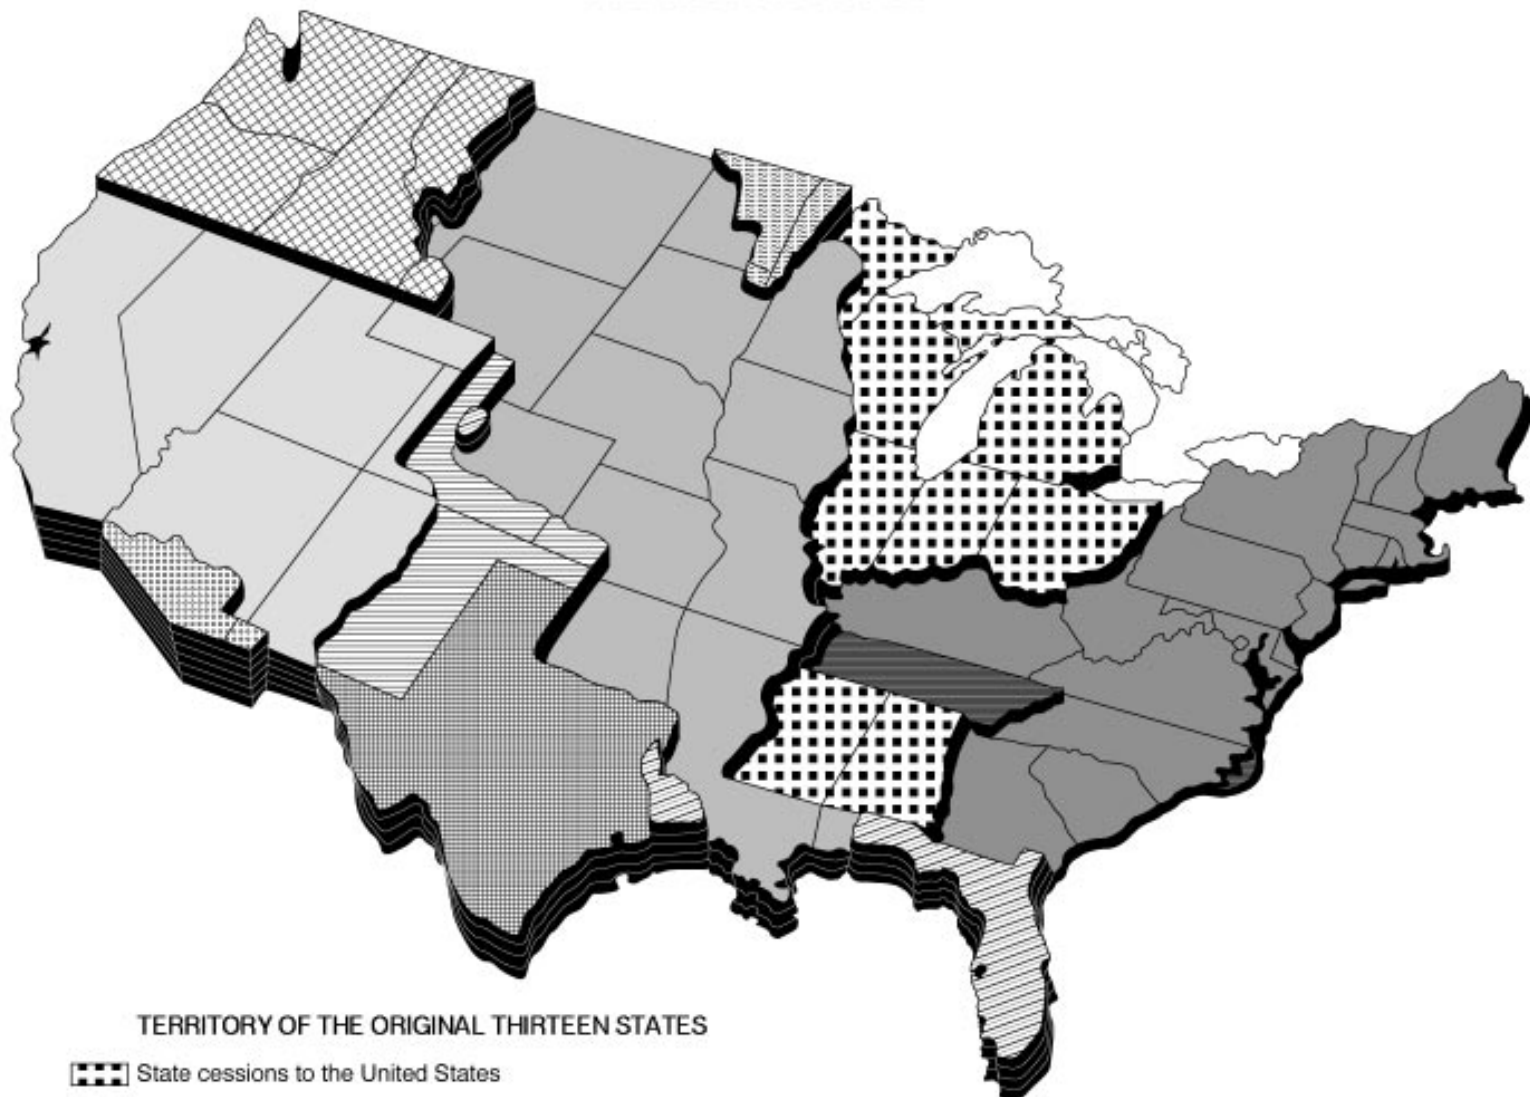 TERRITORY OF THE ORIGINAL THIRTEEN STATES
State cessions to the United States